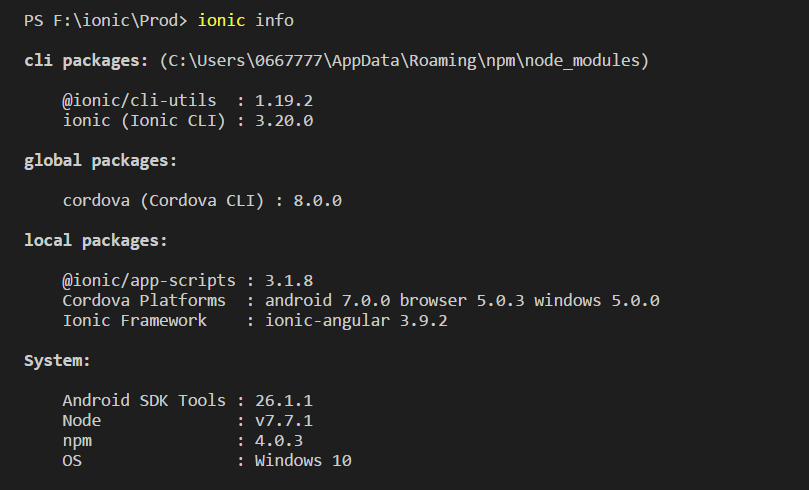 PS F:\ionic\Prod> ionic info
cli packages: (C:\Users\0667777\AppData\Roaming\npm\node_modules)
@ionic/cli-utils  : 1.19.2
ionic (Ionic CLI) : 3.20.0
global packages:
cordova (Cordova CLI) : 8.0.0
local packages:
@ionic/app-scripts : 3.1.8
Cordova Platforms  : android 7.0.0 browser 5.0.3 windows 5.0.0
Ionic Framework    : ionic-angular 3.9.2
System:
Android SDK Tools : 26.1.1
Node              : v7.7.1
npm               : 4.0.3
OS                : Windows 10